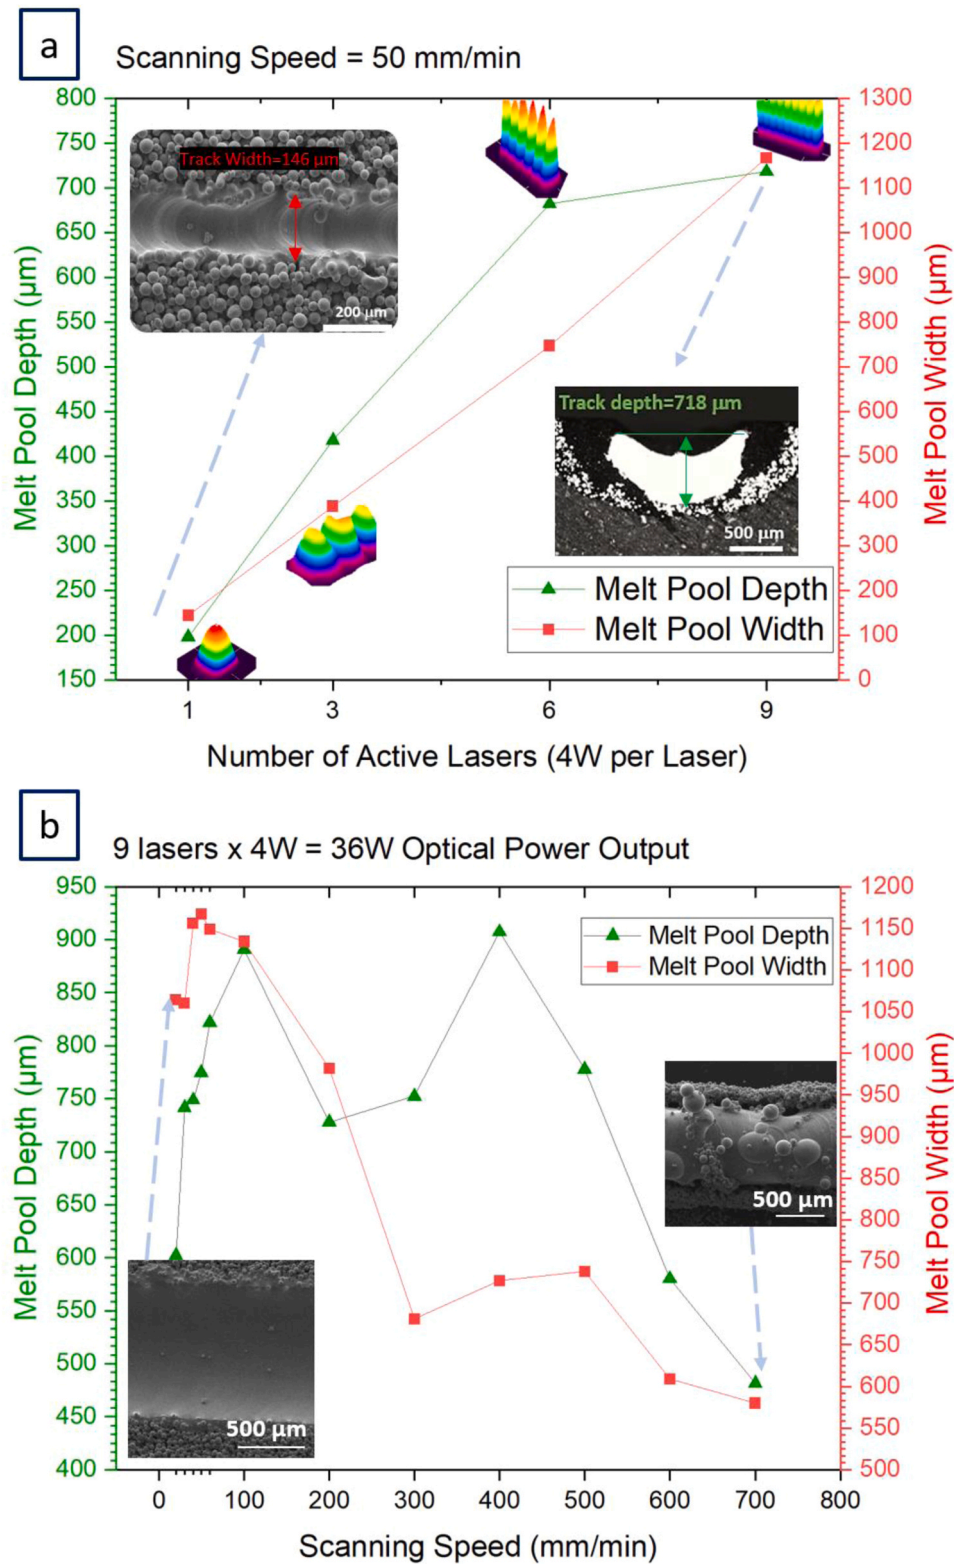 a
Scanning Speed = 50 mm/min
800
750
700
650
600
550
500
450
400
350
300
250
200
150
Melt Pool Depth (μm)
Track Width=146 μm
200 μm
Track depth=718 μm
500 μm
Melt Pool Depth
Melt Pool Width
1300
1200
1100
1000
900
800
700
600
500
400
300
200
100
0
Melt Pool Width (μm)
1 3 6 9
Number of Active Lasers (4W per Laser)
b
9 lasers x 4W = 36W Optical Power Output
950
900
850
800
750
700
650
600
550
500
450
400
Melt Pool Depth (μm)
Melt Pool Depth
Melt Pool Width
500 μm
500 μm
1200
1150
1100
1050
1000
950
900
850
800
750
700
650
600
550
500
Melt Pool Width (μm)
0 100 200 300 400 500 600 700 800
Scanning Speed (mm/min)